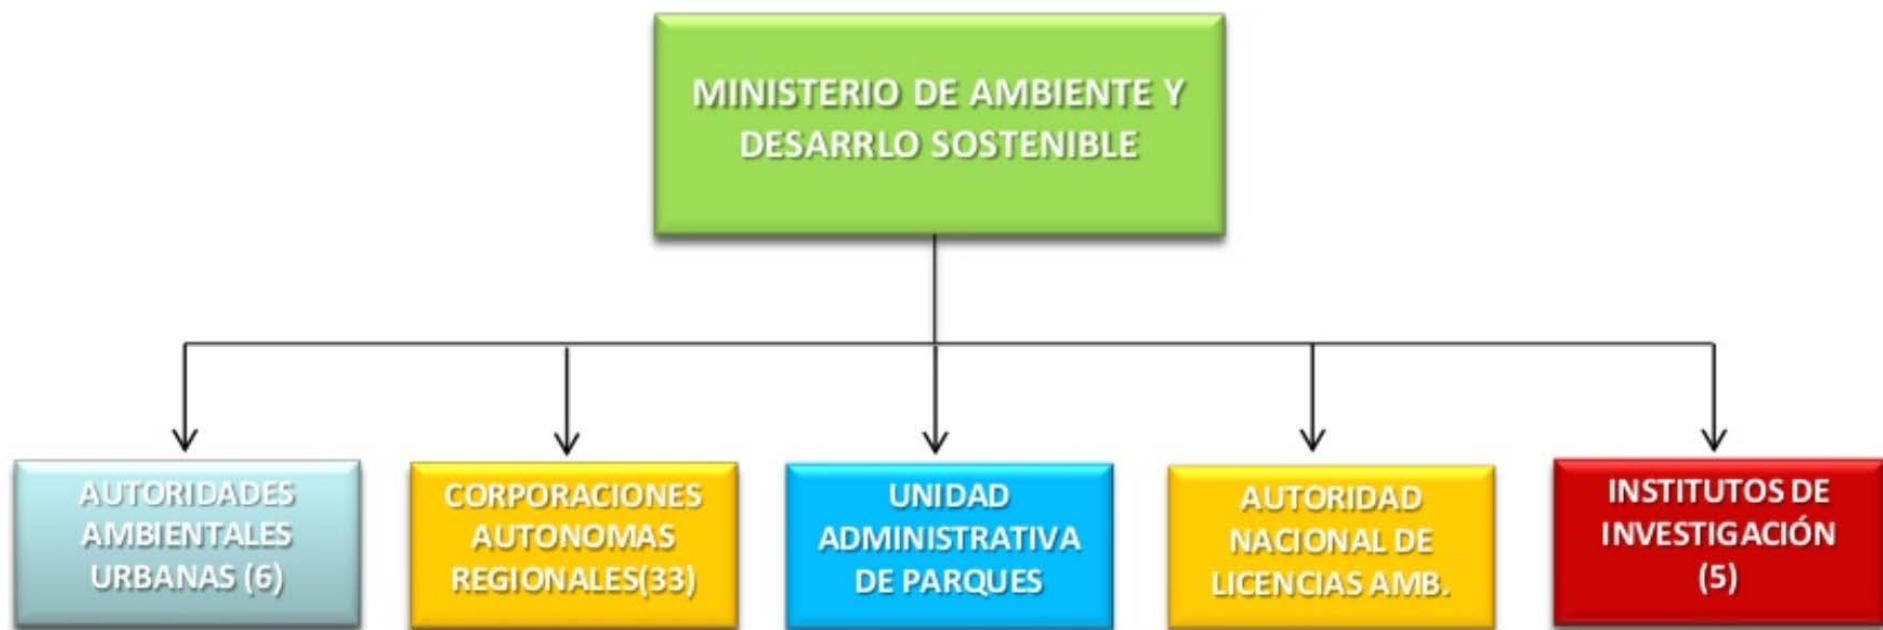 MINISTERIO DE AMBIENTE Y
DESARRLO SOSTENIBLE
AUTORIDADES
AMBIENTALES
URBANAS (6)
CORPORACIONES
AUTONOMAS
REGIONALES(33)
UNIDAD
ADMINISTRATIVA
DE PARQUES
AUTORIDAD
NACIONAL DE
LICENCIAS AMB.
INSTITUTOS DE
INVESTIGACIÓN
(5)